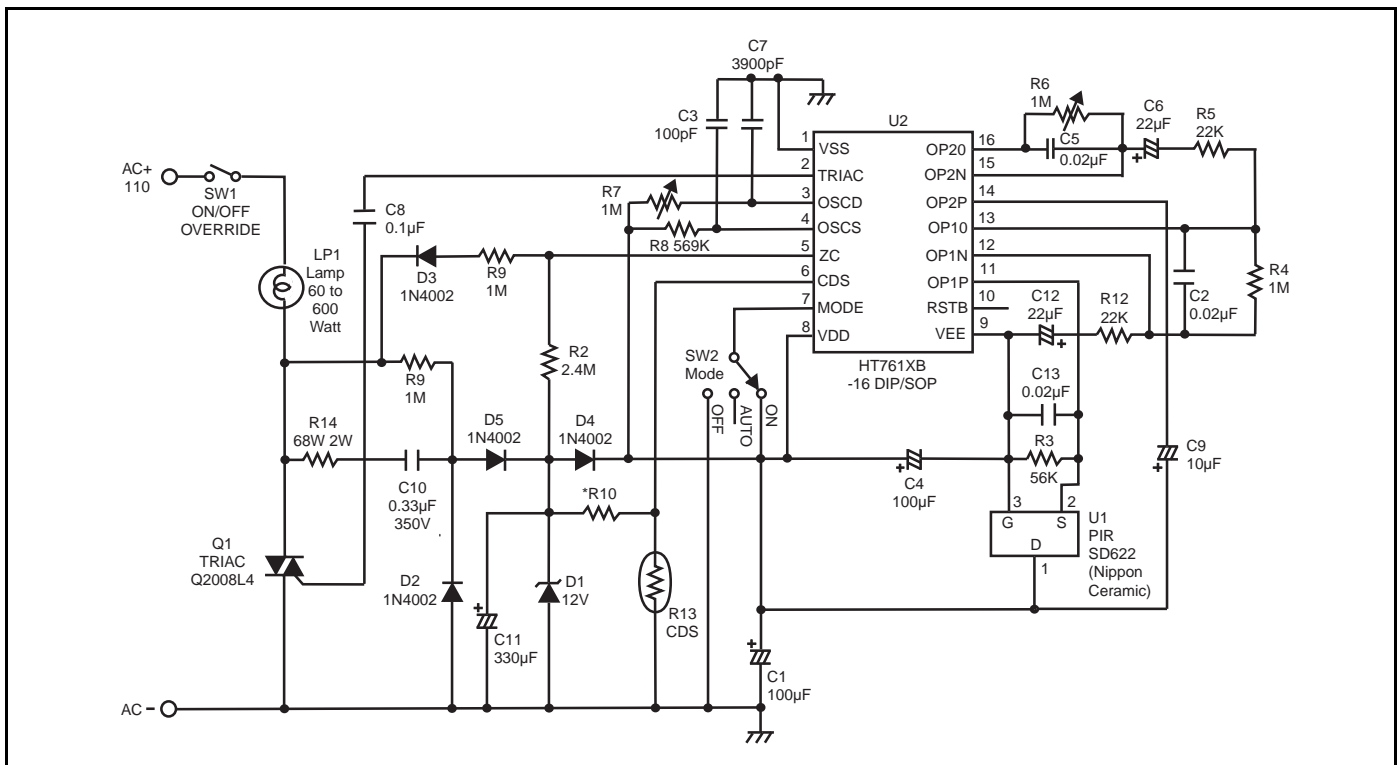 C7
3900pF
C3
100pF
U2
R6
1M
C6
22µF
R5
22K
C5
0.02µF
1
VSS
2
TRIAC
3
OSCD
4
OSCS
5
ZC
6
CDS
7
MODE
8
VDD
OP20
16
OP2N
15
OP2P
14
OP10
13
OP1N
12
OP1P
11
RSTB
10
VEE
9
HT761XB
-16 DIP/SOP
AC+
110
SW1
ON/OFF
OVERRIDE
C8
0.1µF
R7
1M
R8 569K
LP1
Lamp
60 to
600
Watt
D3
1N4002
R9
1M
R2
2.4M
SW2
Mode
OFF
AUTO
ON
C12
22µF
+
R12
22K
C2
0.02µF
R4
1M
C13
0.02µF
R3
56K
C9
10µF
+
R9
1M
R14
68W 2W
C10
0.33µF
350V
D5
1N4002
D4
1N4002
*R10
C4
100µF
+
3
G
2
S
D
1
U1
PIR
SD622
(Nippon
Ceramic)
Q1
TRIAC
Q2008L4
D2
1N4002
+
C11
330µF
D1
12V
R13
CDS
+
C1
100µF
AC -
+